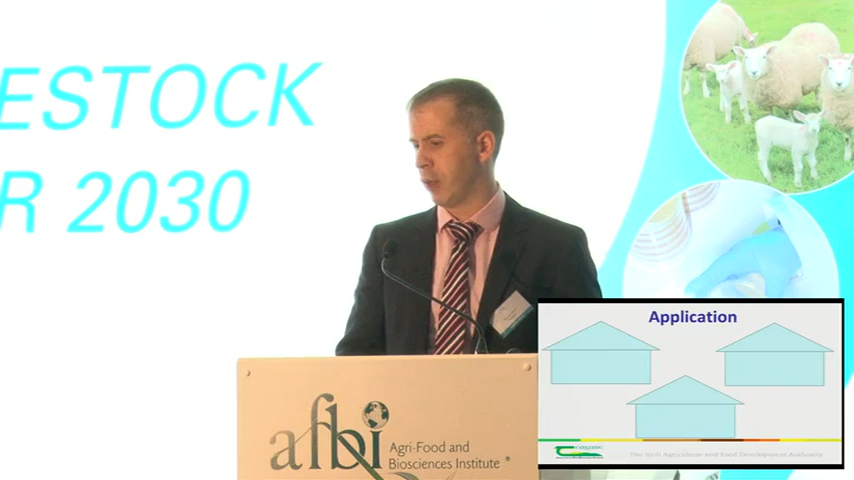 ESTOCK
R 2030
Application
afbi
Agri-Food and
Biosciences Institute
The Irish Agriculture and Food Development Authority